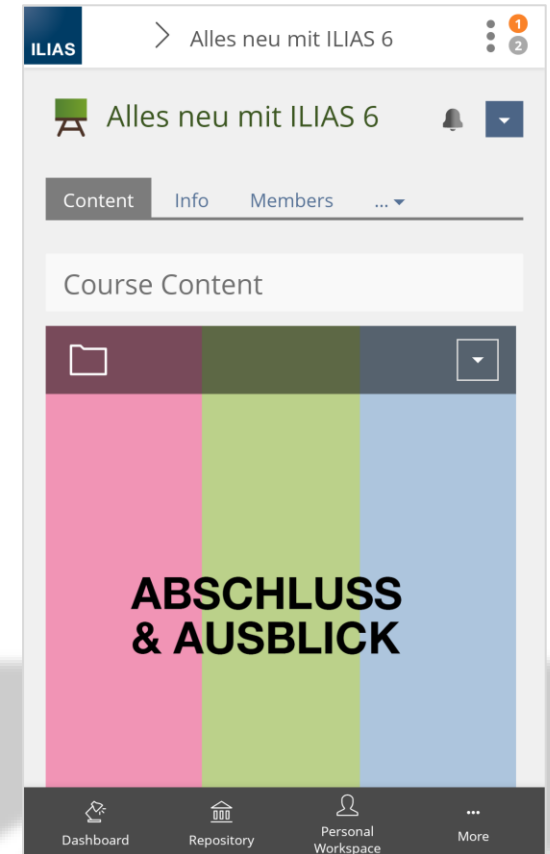 ILIAS
Alles neu mit ILIAS 6
1
2
Alles neu mit ILIAS 6
Content Info Members ...
Course Content
ABSCHLUSS
& AUSBLICK
Dashboard
Repository
Personal
Workspace
... More